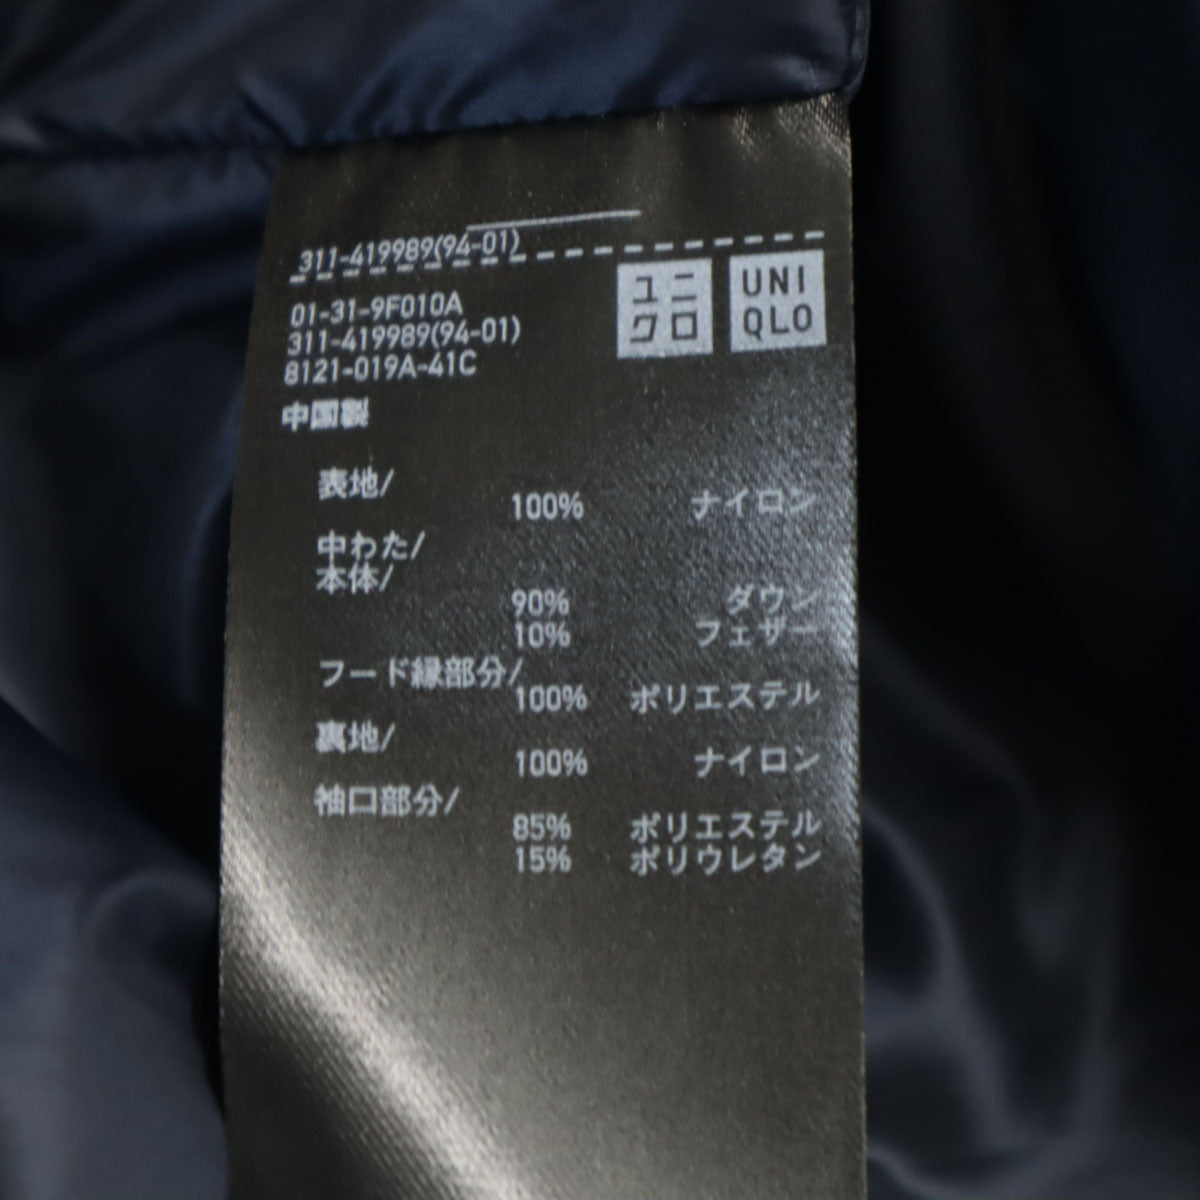 311-419989(94-01)
01-31-9F010A
311-419989(94-01)
8121-019A-41C
ユニ
クロ
UNI
QLO
中国製
表地/
100% ナイロン
中わた/
本体/
90% ダウン
10% フェザー
フード縁部分/
100% ポリエステル
裏地/
100% ナイロン
袖口部分/
85% ポリエステル
15% ポリウレタン